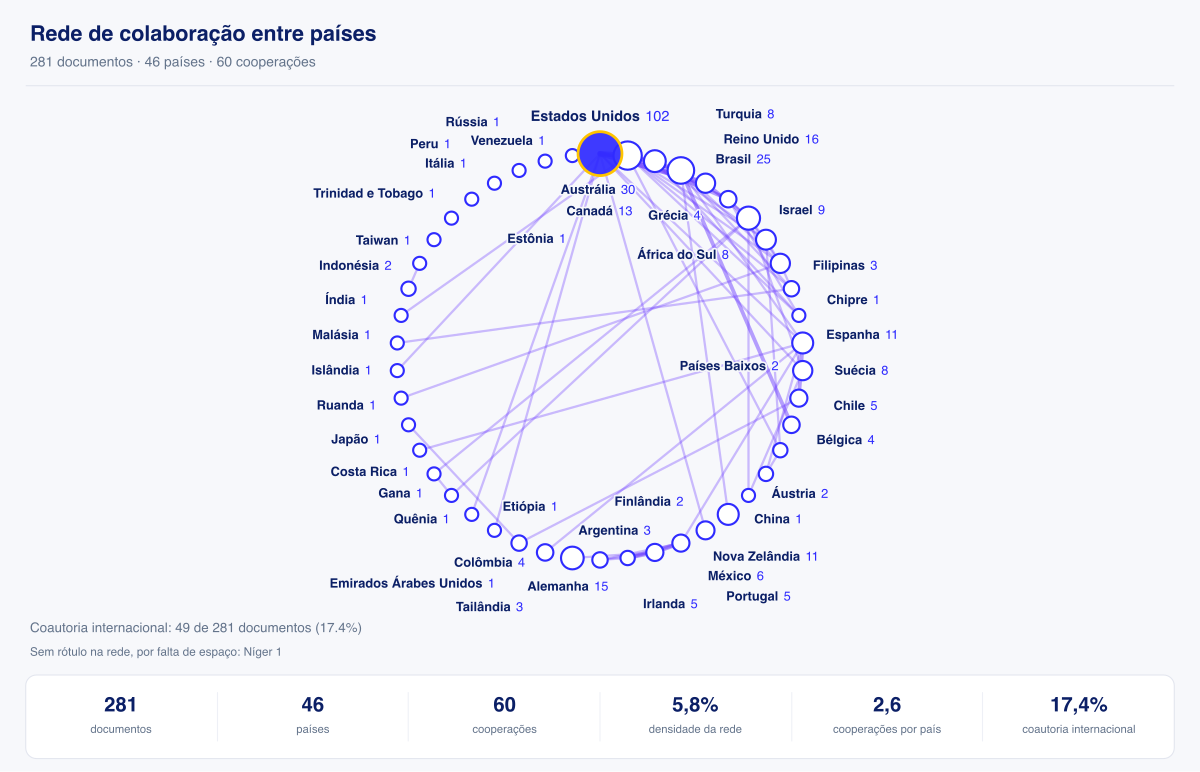 Rede de colaboração entre países
281 documentos · 46 países · 60 cooperações
Turquia 8
Estados Unidos 102
Rússia 1
Reino Unido 16
Venezuela 1
Peru 1
Brasil 25
Itália 1
Austrália 30
Trinidad e Tobago 1
Israel 9
Canadá 13
Grécia 4
Estônia 1
Taiwan 1
África do Sul 8
Indonésia 2
Filipinas 3
Índia 1
Chipre 1
Malásia 1
Espanha 11
Países Baixos 2
Islândia 1
Suécia 8
Ruanda 1
Chile 5
Japão 1
Bélgica 4
Costa Rica 1
Gana 1
Áustria 2
Finlândia 2
Etiópia 1
Quênia 1
China 1
Argentina 3
Nova Zelândia 11
Colômbia 4
México 6
Emirados Árabes Unidos 1
Alemanha 15
Portugal 5
Irlanda 5
Tailândia 3
Coautoria internacional: 49 de 281 documentos (17.4%)
Sem rótulo na rede, por falta de espaço: Níger 1
281
46
60
5,8%
2,6
17,4%
documentos
países
cooperações
densidade da rede
cooperações por país
coautoria internacional